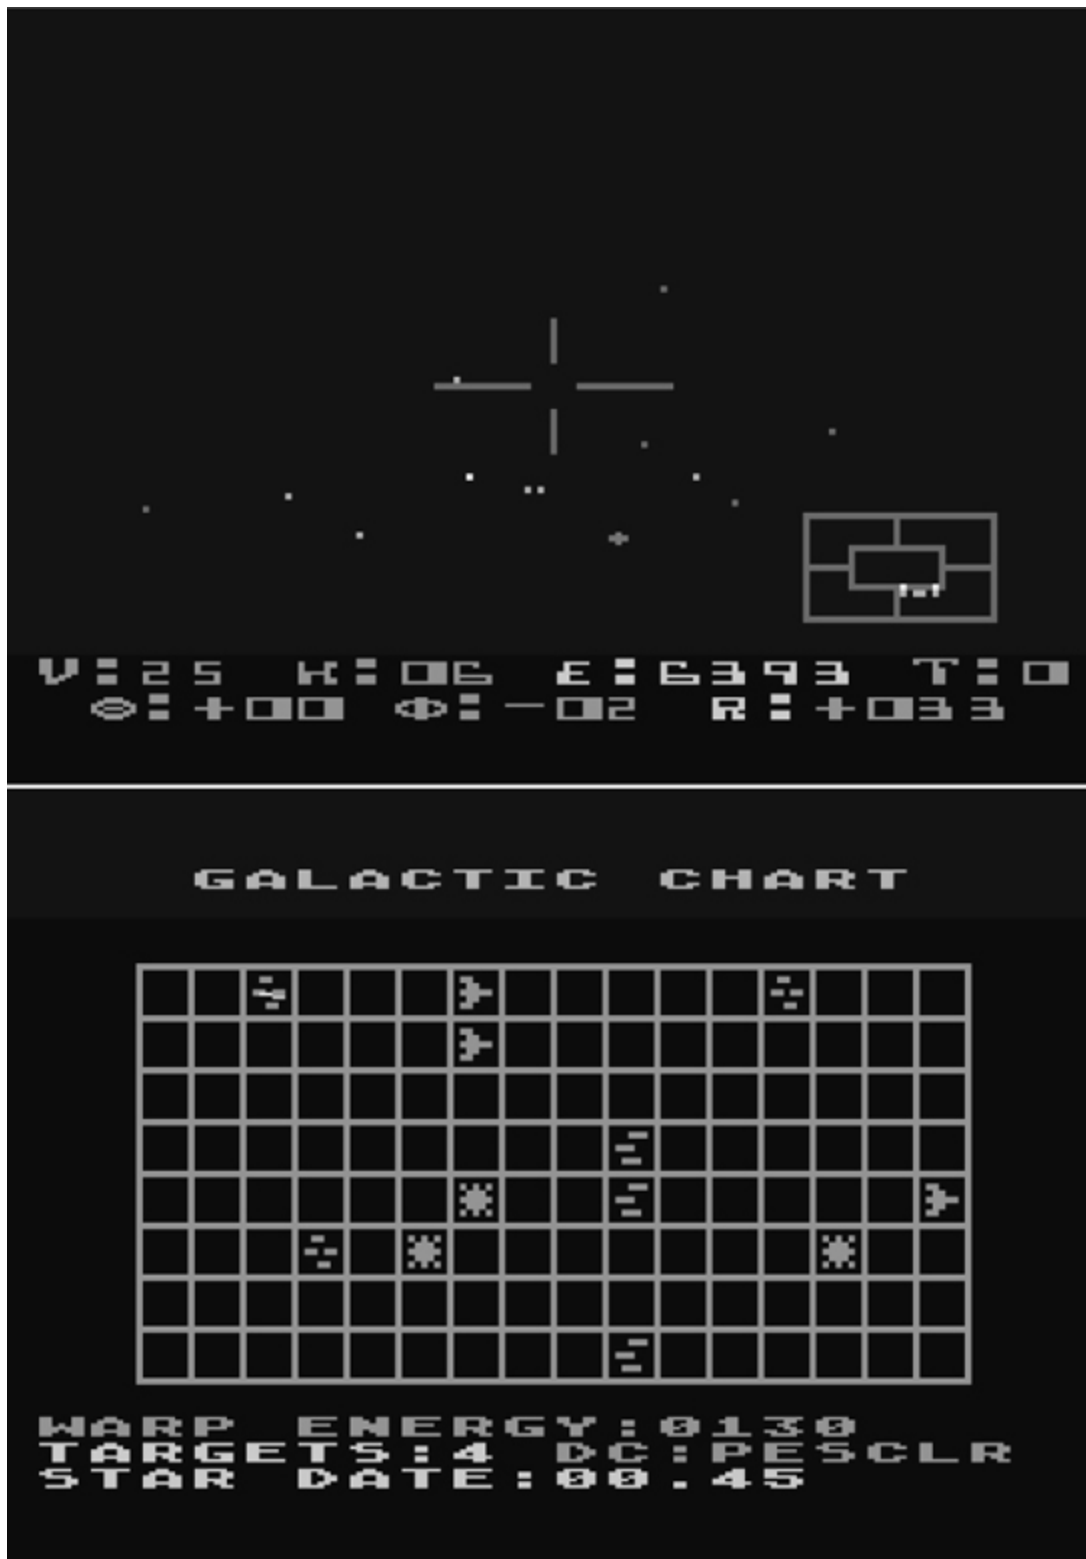 V:25 K:06 E:6393 T:0
Θ:+00 Φ:-02 R:+033
GALACTIC CHART
WARP ENERGY:0130
TARGETS:4 DC:PESCLR
STAR DATE:00.45